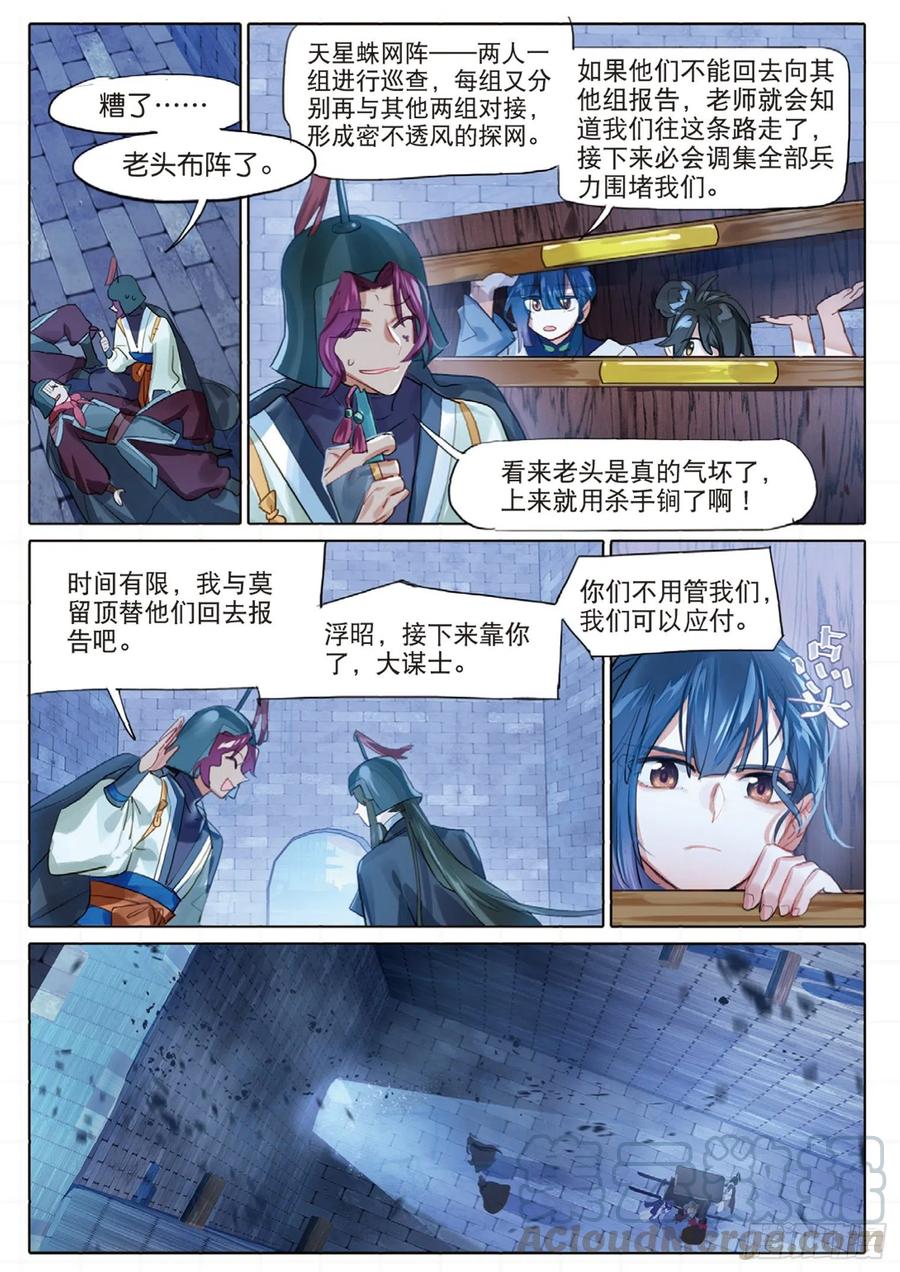 糟了……
老头布阵了。
天星蛛网阵——两人一
组进行巡查，每组又分
别再与其他两组对接，
形成密不透风的探网。
如果他们不能回去向其
他组报告，老师就会知
道我们往这条路走了，
接下来必会调集全部兵
力围堵我们。
看来老头是真的气坏了，
上来就用杀手锏了啊！
时间有限，我与莫
留顶替他们回去报
告吧。
浮昭，接下来靠你
了，大谋士。
你们不用管我们，
我们可以应付。
点头
集云数据
ACloudMerge.com